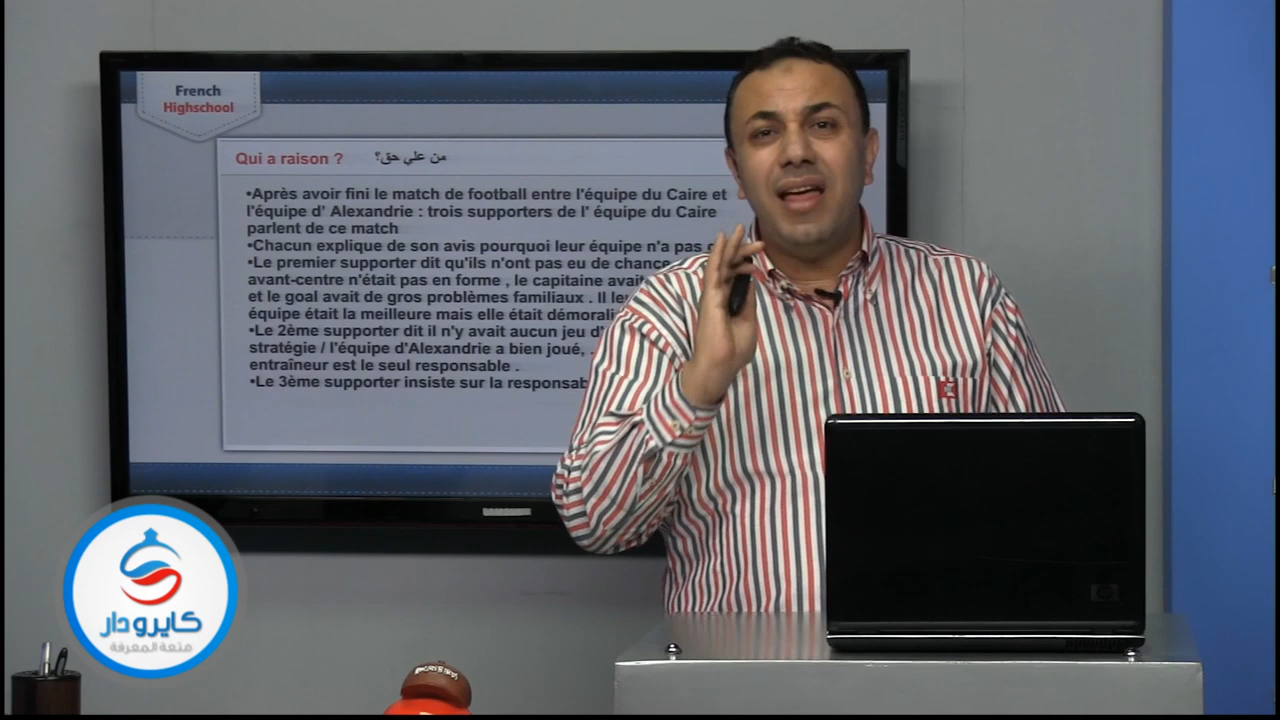 French
Highschool
Qui a raison ? من علي حق؟
•Après avoir fini le match de football entre l'équipe du Caire et
l'équipe d' Alexandrie : trois supporters de l' équipe du Caire
parlent de ce match
•Chacun explique de son avis pourquoi leur équipe n'a pas
•Le premier supporter dit qu'ils n'ont pas eu de chance
avant-centre n'était pas en forme , le capitaine avait
et le goal avait de gros problèmes familiaux . Il
équipe était la meilleure mais elle était
•Le 2ème supporter dit il n'y avait aucun jeu
stratégie / l'équipe d'Alexandrie a bien joué,
entraîneur est le seul responsable .
•Le 3ème supporter insiste sur la
SAMSUNG
كايرودار
متعة المعرفة